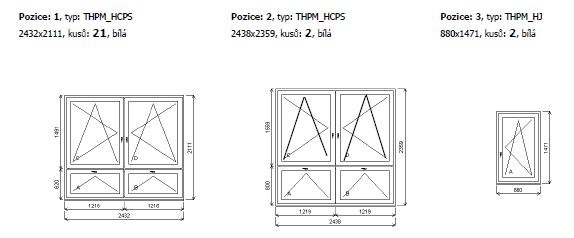 Pozice: 1, typ: THPM_HCPS
2432x2111, kusů: 21, bílá
Pozice: 2, typ: THPM_HCPS
2438x2359, kusů: 2, bílá
Pozice: 3, typ: THPM_HJ
880x1471, kusů: 2, bílá
1491
C
D
2111
620
A
B
1216
1216
2432
1559
C
D
2359
800
A
B
1219
1219
2438
A
1471
880